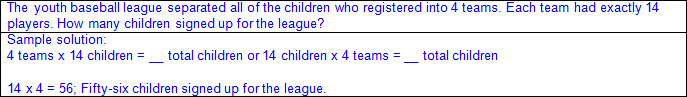 The youth baseball league separated all of the children who registered into 4 teams. Each team had exactly 14
players. How many children signed up for the league?
Sample solution:
4 teams x 14 children = __ total children or 14 children x 4 teams = __ total children
14 x 4 = 56; Fifty-six children signed up for the league.